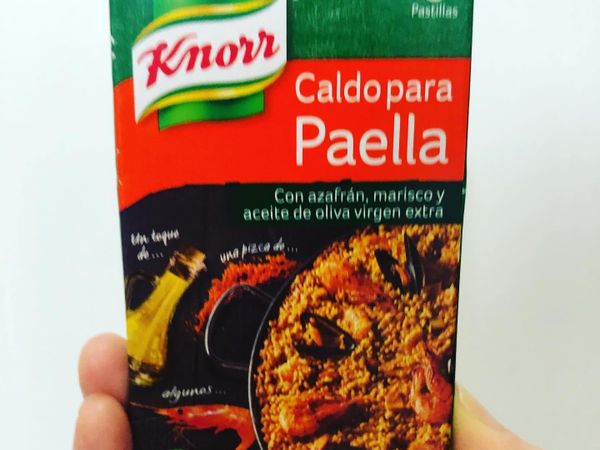 Pastillas
Knorr
Caldo para
Paella
Con azafrán, marisco y
aceite de oliva virgen extra
Un toque
de...
una pizca de...
algunos...